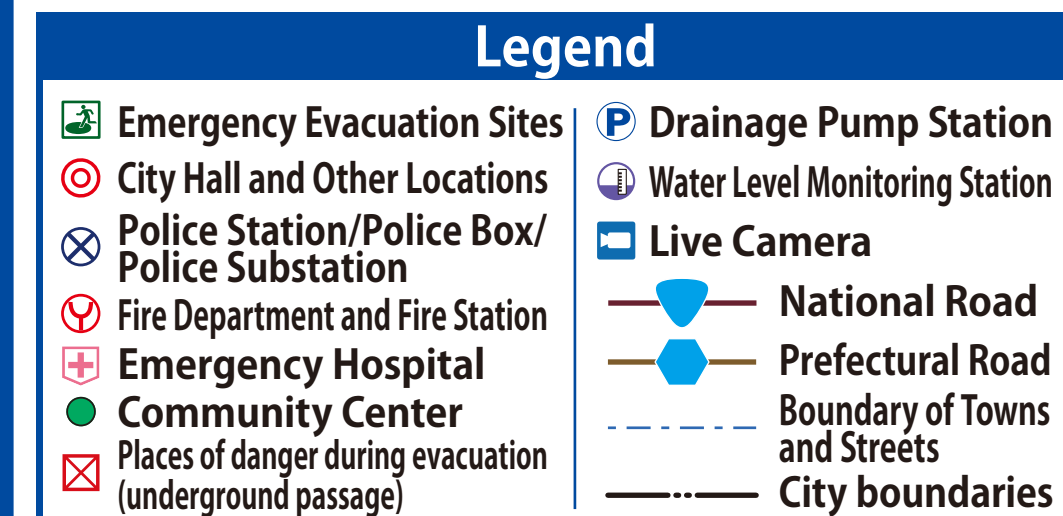 Legend
Emergency Evacuation Sites
City Hall and Other Locations
Police Station/Police Box/
Police Substation
Fire Department and Fire Station
Emergency Hospital
Community Center
Places of danger during evacuation
(underground passage)
P Drainage Pump Station
Water Level Monitoring Station
Live Camera
National Road
Prefectural Road
Boundary of Towns
and Streets
City boundaries